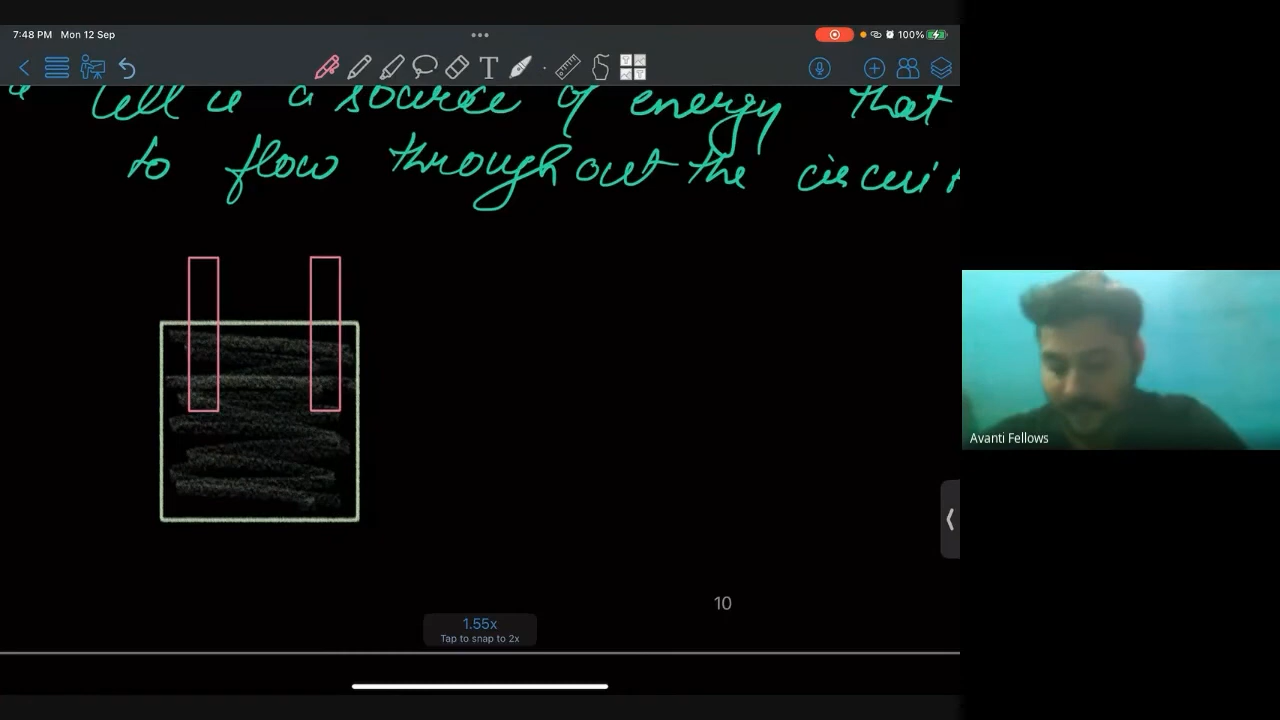 7:48 PM Mon 12 Sep
100%
T
Cell is a source of energy that
to flow throughout the circuit
Avanti Fellows
10
1.55x
Tap to snap to 2x